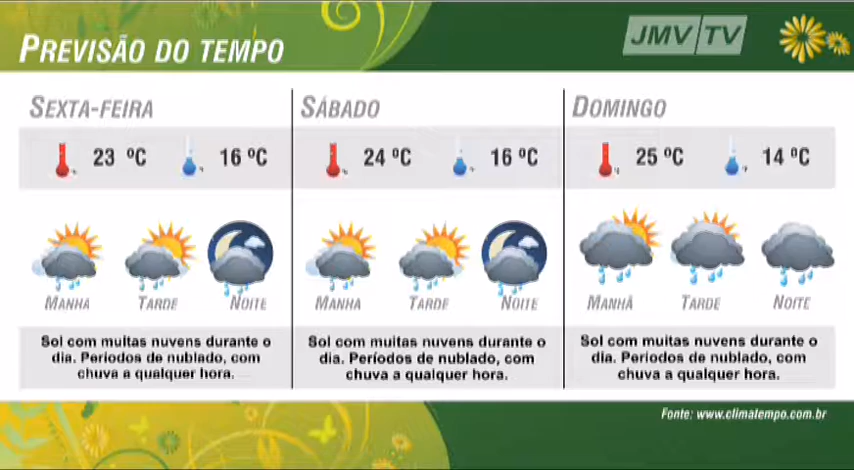 PREVISÃO DO TEMPO
JMV TV
SEXTA-FEIRA
23 ºC
16 ºC
MANHÃ
TARDE
NOITE
Sol com muitas nuvens durante o
dia. Períodos de nublado, com
chuva a qualquer hora.
SÁBADO
24 ºC
16 ºC
MANHÃ
TARDE
NOITE
Sol com muitas nuvens durante o
dia. Períodos de nublado, com
chuva a qualquer hora.
DOMINGO
25 ºC
14 ºC
MANHÃ
TARDE
NOITE
Sol com muitas nuvens durante o
dia. Períodos de nublado, com
chuva a qualquer hora.
Fonte: www.climatempo.com.br